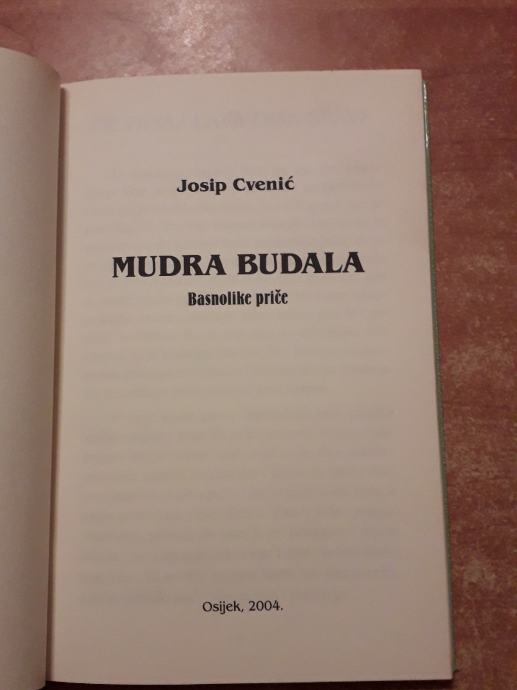 Josip Cvenić
MUDRA BUDALA
Basnolike priče
Osijek, 2004.